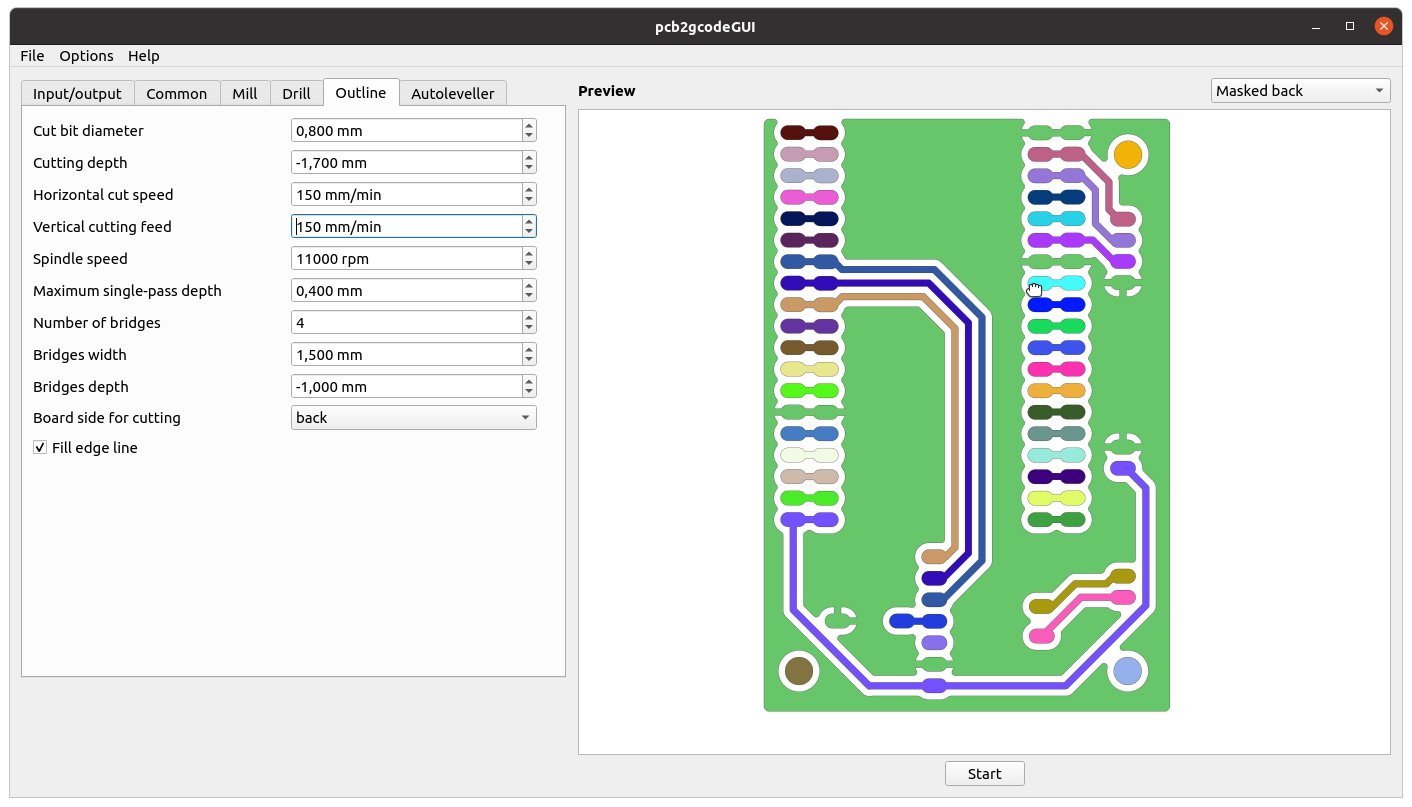 pcb2gcodeGUI
File Options Help
Input/output Common Mill Drill Outline Autoleveller
Preview
Masked back
Cut bit diameter 0,800 mm
Cutting depth -1,700 mm
Horizontal cut speed 150 mm/min
Vertical cutting feed 150 mm/min
Spindle speed 11000 rpm
Maximum single-pass depth 0,400 mm
Number of bridges 4
Bridges width 1,500 mm
Bridges depth -1,000 mm
Board side for cutting back
Fill edge line
Start